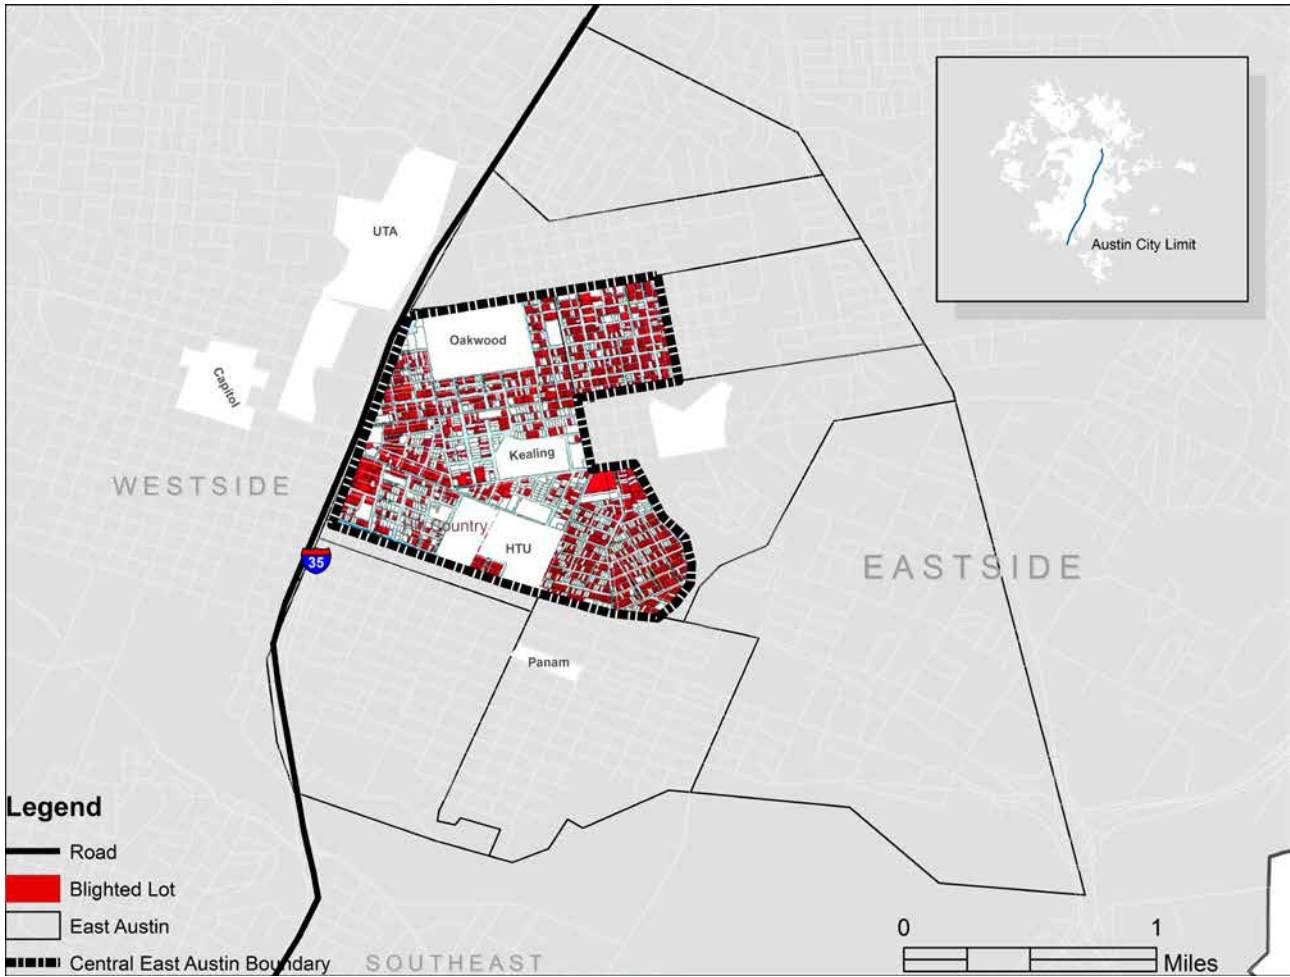 Austin City Limit
UTA
Oakwood
Capitol
Kealing
WESTSIDE
Country
HTU
35
EASTSIDE
Panam
Legend
Road
Blighted Lot
East Austin
Central East Austin Boundary
SOUTHEAST
0 1
Miles